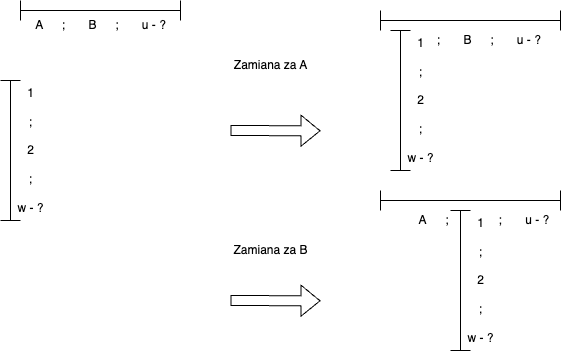 A ; B ; u - ?
1
;
2
;
w - ?
Zamiana za A
1 ; B ; u - ?
;
2
;
w - ?
Zamiana za B
A ; 1 ; u - ?
;
2
;
w - ?